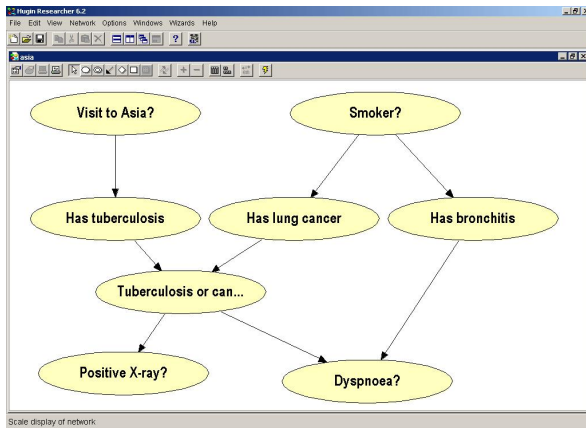 Hugin Researcher 6.2
File Edit View Network Options Windows Wizards Help
asia
Visit to Asia?
Smoker?
Has tuberculosis
Has lung cancer
Has bronchitis
Tuberculosis or can...
Positive X-ray?
Dyspnoea?
Scale display of network